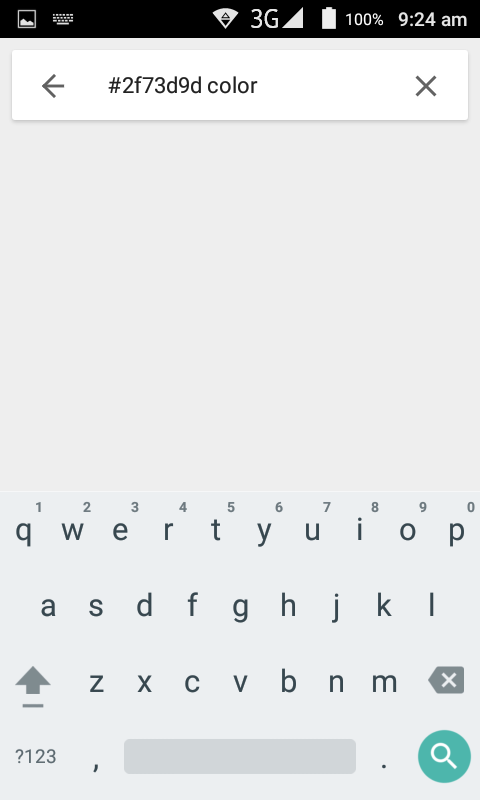 3G 100% 9:24 am
#2f73d9d color
1 2 3 4 5 6 7 8 9 0
q w e r t y u i o p
a s d f g h j k l
z x c v b n m
?123 , .